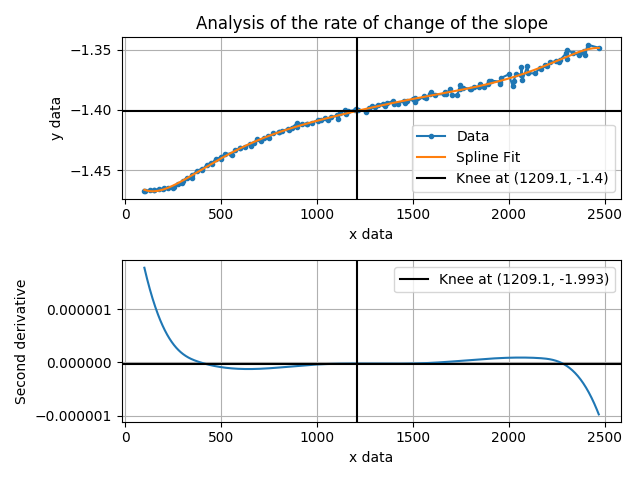 Analysis of the rate of change of the slope
y data
−1.35
−1.40
−1.45
Data
Spline Fit
Knee at (1209.1, -1.4)
0 500 1000 1500 2000 2500
x data
Second derivative
0.000001
0.000000
−0.000001
Knee at (1209.1, -1.993)
0 500 1000 1500 2000 2500
x data